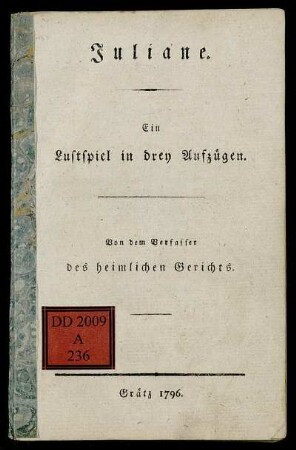 Juliane.
Ein
Lustspiel in drey Aufzügen.
Von dem Verfasser
des heimlichen Gerichts.
DD 2009
A
236
Grätz 1796.